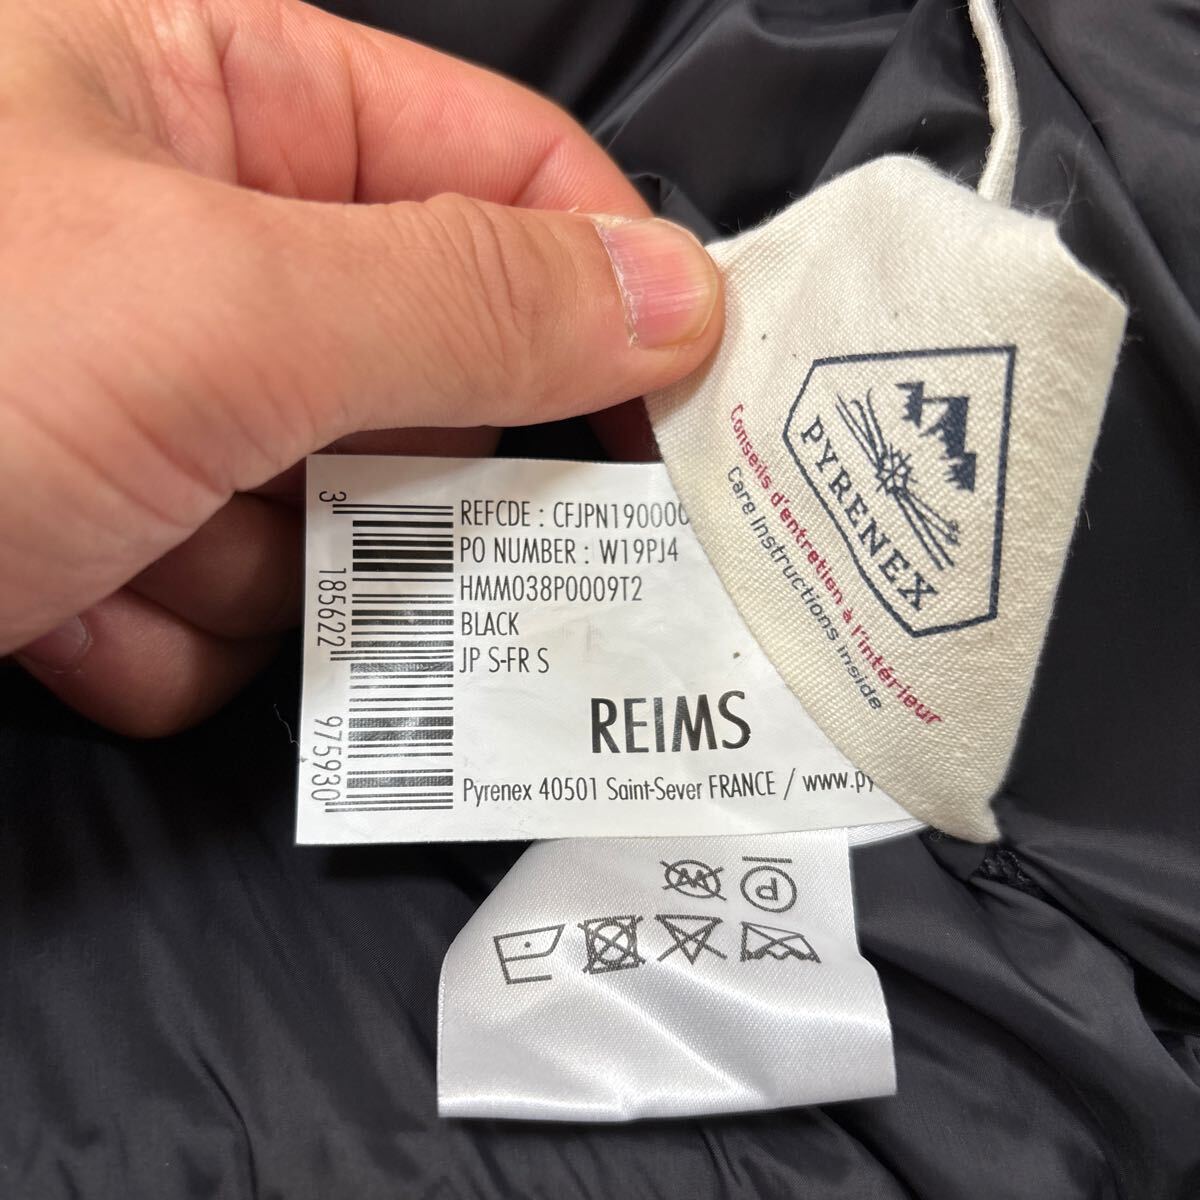 REFCDE : CFJPN190000
PO NUMBER : W19PJ4
HMM038P0009T2
BLACK
JP S-FR S
REIMS
Pyrenex 40501 Saint-Sever FRANCE / www.py
3 185622 975930
PYRENEX
Conseils d'entretien à l'intérieur
Care Instructions inside
W
P